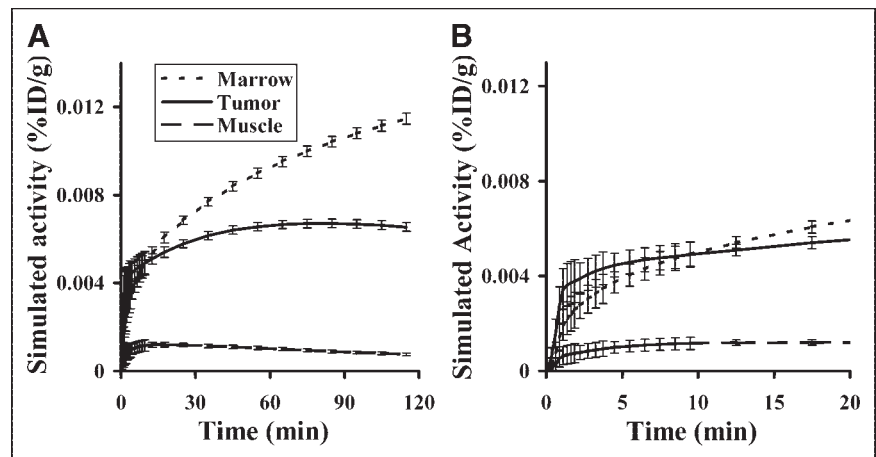 A
Simulated activity (%ID/g)
0.012
0.008
0.004
0
Marrow
Tumor
Muscle
0 30 60 90 120
Time (min)
B
Simulated Activity (%ID/g)
0.012
0.008
0.004
0
0 5 10 15 20
Time (min)